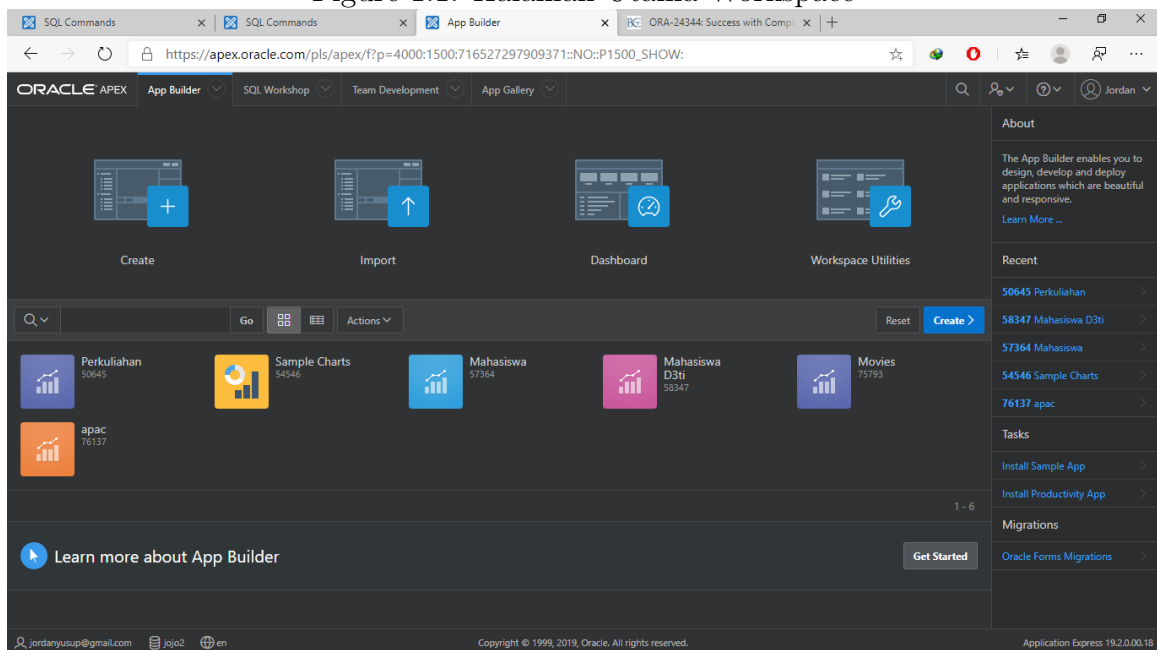 SQL Commands
SQL Commands
App Builder
ORA-24344: Success with Comp
https://apex.oracle.com/pls/apex/f?p=4000:1500:716527297909371::NO::P1500_SHOW:
ORACLE APEX App Builder SQL Workshop Team Development App Gallery Jordan
Create
Import
Dashboard
Workspace Utilities
Go Actions Reset Create
Perkuliahan
50645
Sample Charts
54546
Mahasiswa
57364
Mahasiswa
D3ti
58347
Movies
75793
apac
76137
1 - 6
Learn more about App Builder Get Started
About
The App Builder enables you to
design, develop and deploy
applications which are beautiful
and responsive.
Learn More ...
Recent
50645 Perkuliahan
58347 Mahasiswa D3ti
57364 Mahasiswa
54546 Sample Charts
76137 apac
Tasks
Install Sample App
Install Productivity App
Migrations
Oracle Forms Migrations
jordanyusup@gmail.com jojo2 en Copyright © 1999, 2019, Oracle. All rights reserved. Application Express 19.2.0.00.18